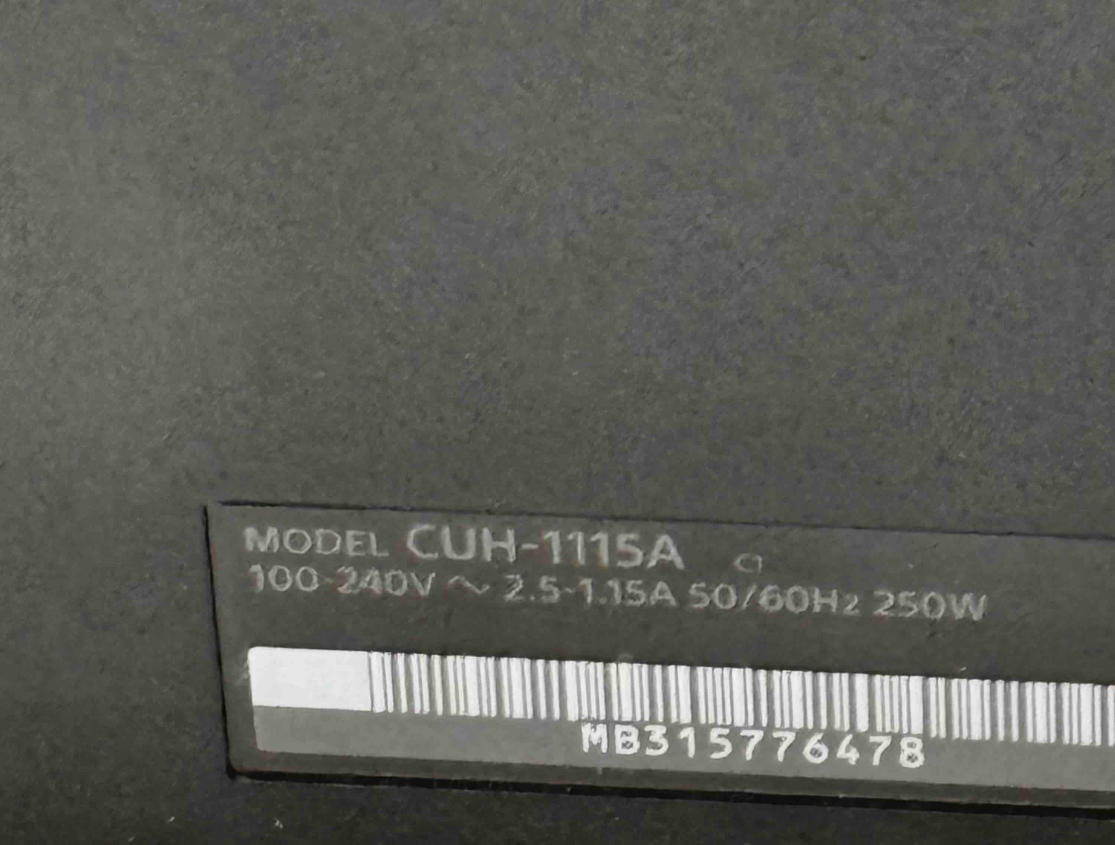 MODEL CUH-1115A
100-240V ~ 2.5-1.15A 50/60Hz 250W
MB315776478